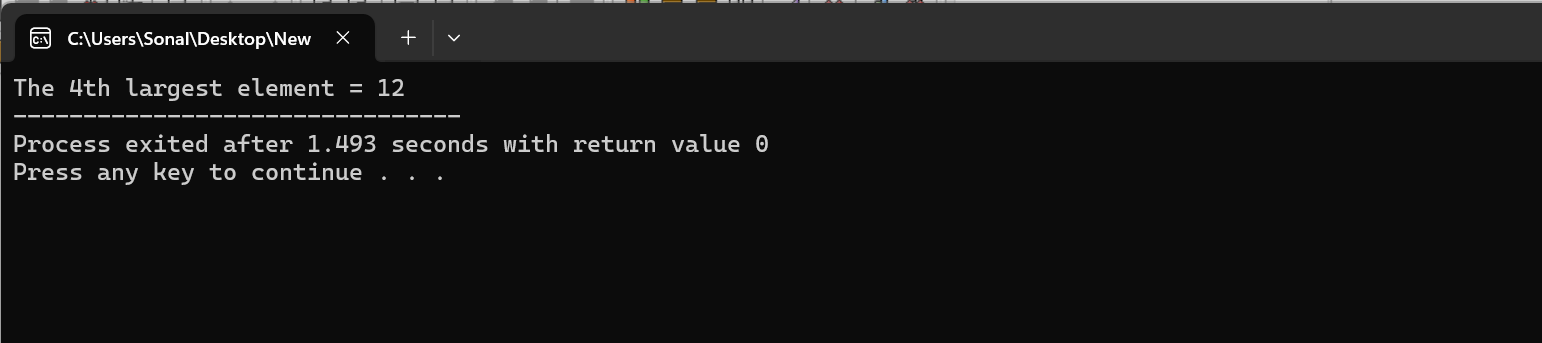 C:\Users\Sonal\Desktop\New
The 4th largest element = 12
--------------------------------
Process exited after 1.493 seconds with return value 0
Press any key to continue . . .